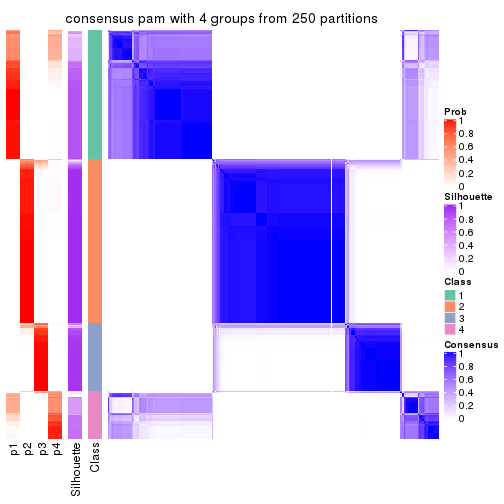 consensus pam with 4 groups from 250 partitions
Prob
1
0.8
0.6
0.4
0.2
0
Silhouette
1
0.8
0.6
0.4
0.2
0
Class
1
2
3
4
Consensus
1
0.8
0.6
0.4
0.2
0
p1
p2
p3
p4
Silhouette
Class